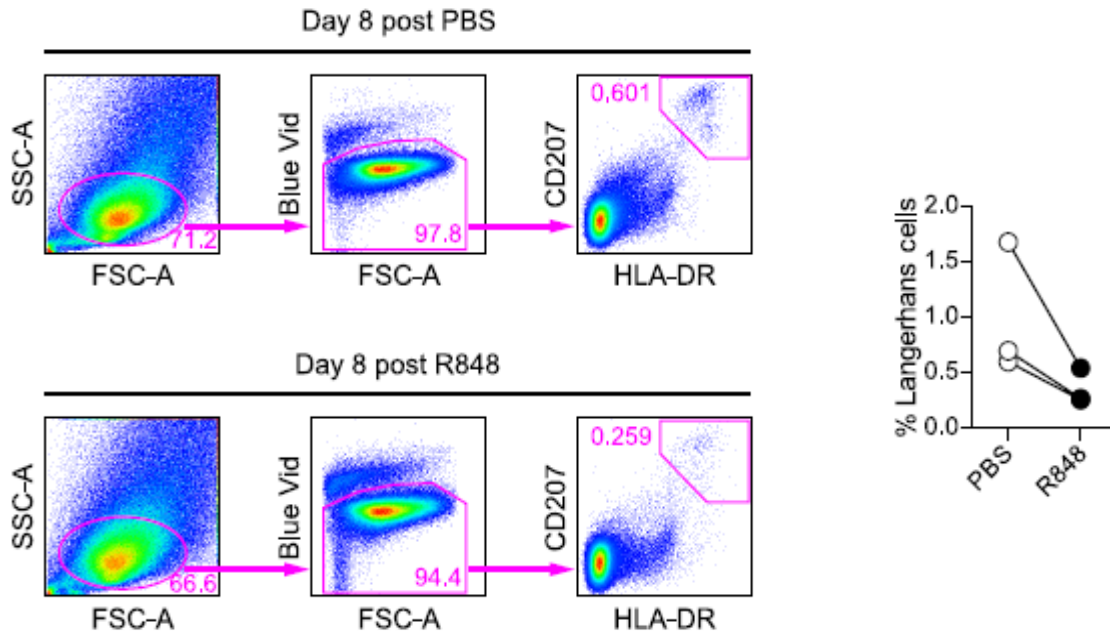 Day 8 post PBS
SSC-A
71.2
FSC-A
Blue Vid
97.8
FSC-A
CD207
0.601
HLA-DR
Day 8 post R848
SSC-A
66.6
FSC-A
Blue Vid
94.4
FSC-A
CD207
0.259
HLA-DR
% Langerhans cells
2.0
1.5
1.0
0.5
0.0
PBS
R848